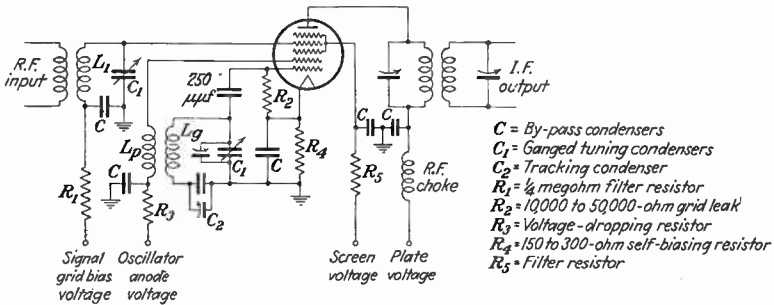 R.F.
input
L1
C1
C
250
μμf
R2
Lp
Lg
C1
C
R4
C
C
R5
R.F.
choke
I.F.
output
R1
C
R3
C2
Signal
grid bias
voltage
Oscillator
anode
voltage
Screen
voltage
Plate
voltage
C = By-pass condensers
C1 = Ganged tuning condensers
C2 = Tracking condenser
R1 = 1/4 megohm filter resistor
R2 = 10,000 to 50,000-ohm grid leak
R3 = Voltage-dropping resistor
R4 = 150 to 300-ohm self-biasing resistor
R5 = Filter resistor